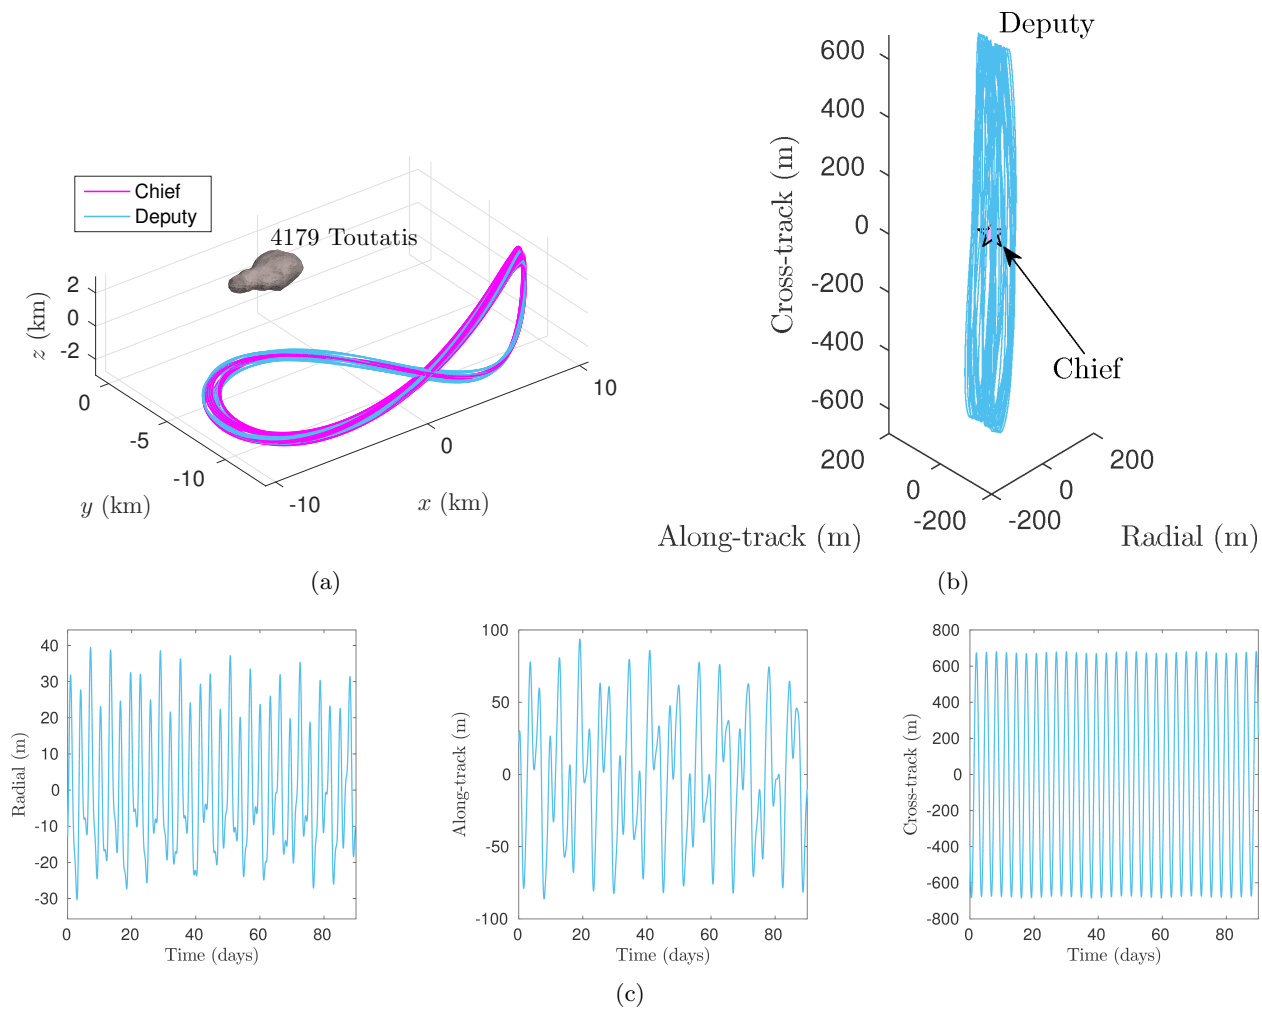 Chief
Deputy
4179 Toutatis
2
0
-2
z (km)
0
-5
-10
y (km)
-10
0
10
x (km)
(a)
Deputy
600
400
200
0
-200
-400
-600
Cross-track (m)
Chief
200
0
-200
Along-track (m)
-200
0
200
Radial (m)
(b)
40
30
20
10
0
-10
-20
-30
Radial (m)
0 20 40 60 80
Time (days)
100
50
0
-50
-100
Along-track (m)
0 20 40 60 80
Time (days)
800
600
400
200
0
-200
-400
-600
-800
Cross-track (m)
0 20 40 60 80
Time (days)
(c)